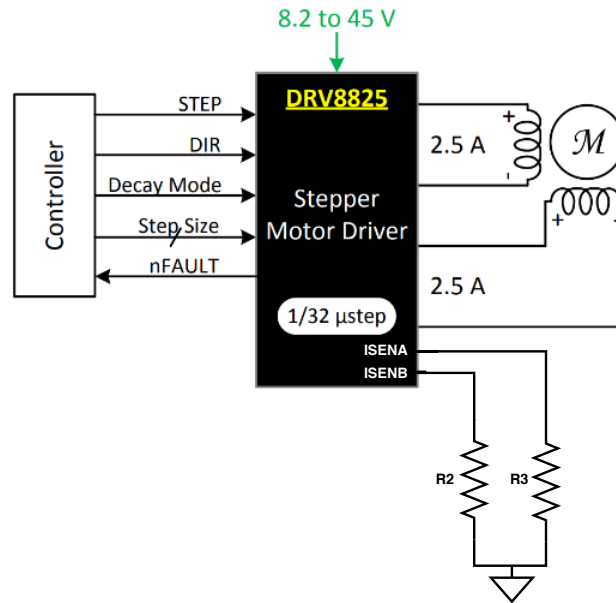 8.2 to 45 V
DRV8825
Controller
STEP
DIR
Decay Mode
Step Size
nFAULT
Stepper
Motor Driver
1/32 µstep
ISENA
ISENB
+
2.5 A
-
M
+
-
2.5 A
R2
R3